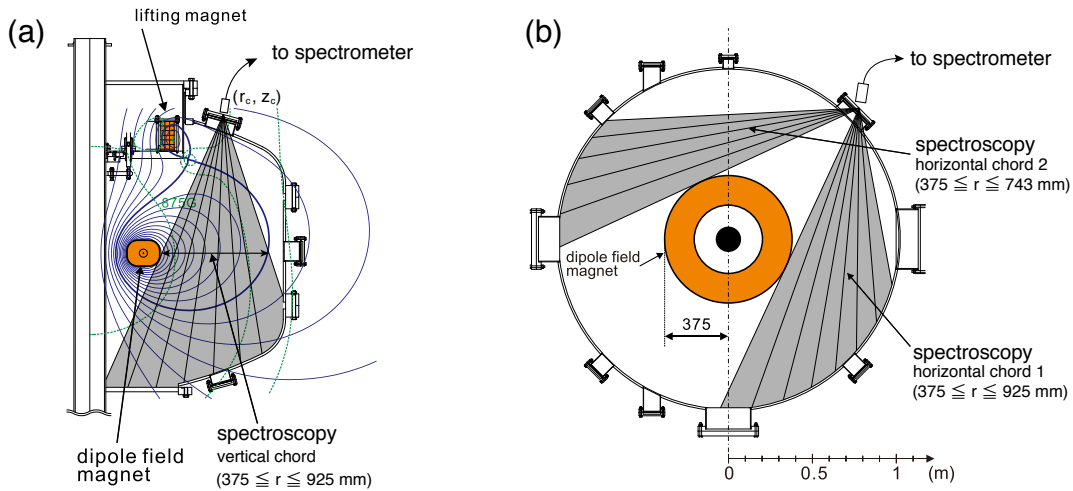 (a)
lifting magnet
to spectrometer
(r_c, z_c)
875G
dipole field
magnet
spectroscopy
vertical chord
(375 ≦ r ≦ 925 mm)
(b)
to spectrometer
spectroscopy
horizontal chord 2
(375 ≦ r ≦ 743 mm)
dipole field
magnet
375
spectroscopy
horizontal chord 1
(375 ≦ r ≦ 925 mm)
0 0.5 1 (m)